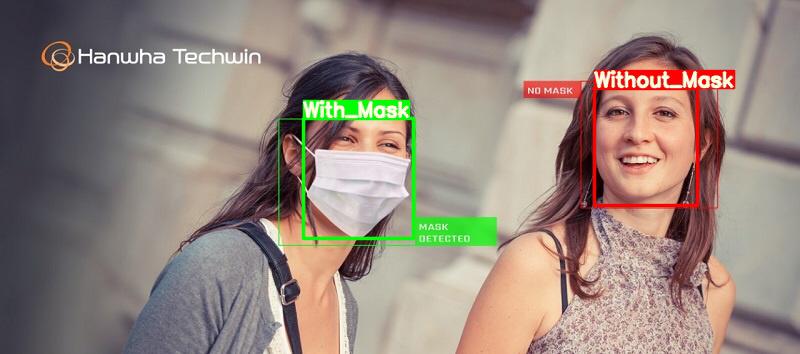 Hanwha Techwin
With_Mask
MASK
DETECTED
NO MASK
Without_Mask